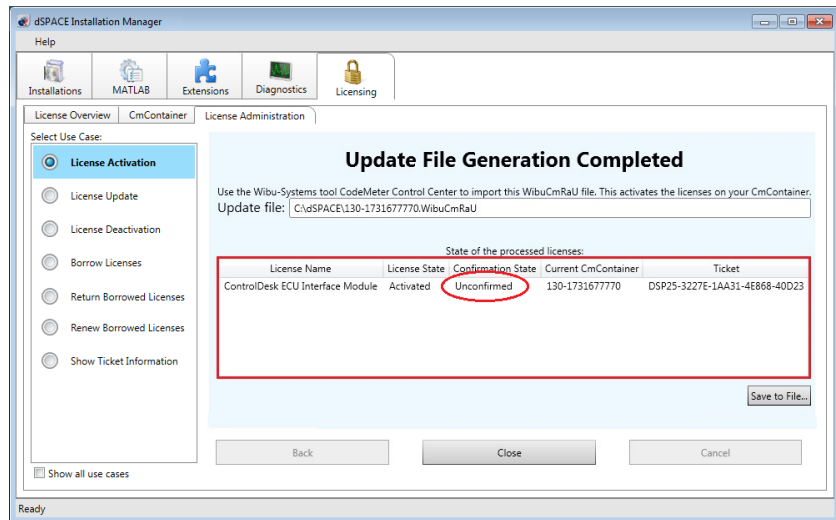 dSPACE Installation Manager
Help
Installations MATLAB Extensions Diagnostics Licensing
License Overview CmContainer License Administration
Select Use Case:
License Activation
License Update
License Deactivation
Borrow Licenses
Return Borrowed Licenses
Renew Borrowed Licenses
Show Ticket Information
Show all use cases
Update File Generation Completed
Use the Wibu-Systems tool CodeMeter Control Center to import this WibuCmRaU file. This activates the licenses on your CmContainer.
Update file: C:\dSPACE\130-1731677770.WibuCmRaU
State of the processed licenses:
License Name License State Confirmation State Current CmContainer Ticket
ControlDesk ECU Interface Module Activated Unconfirmed 130-1731677770 DSP25-3227E-1AA31-4E868-40D23
Save to File...
Back Close Cancel
Ready